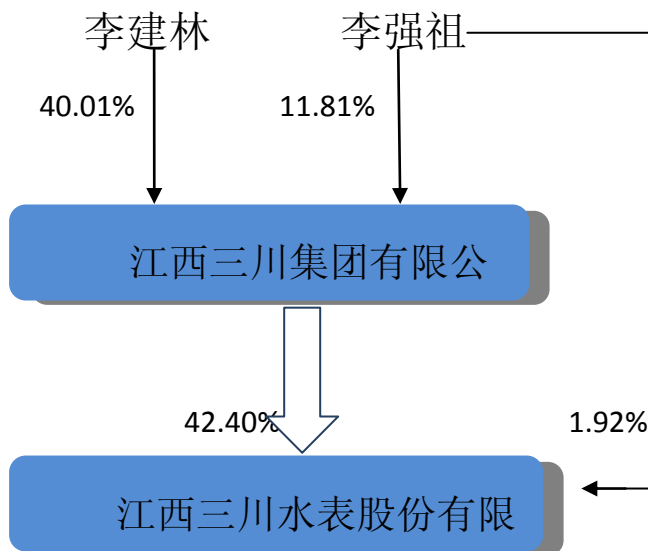 李建林 李强祖
40.01% 11.81%
江西三川集团有限公
42.40% 1.92%
江西三川水表股份有限